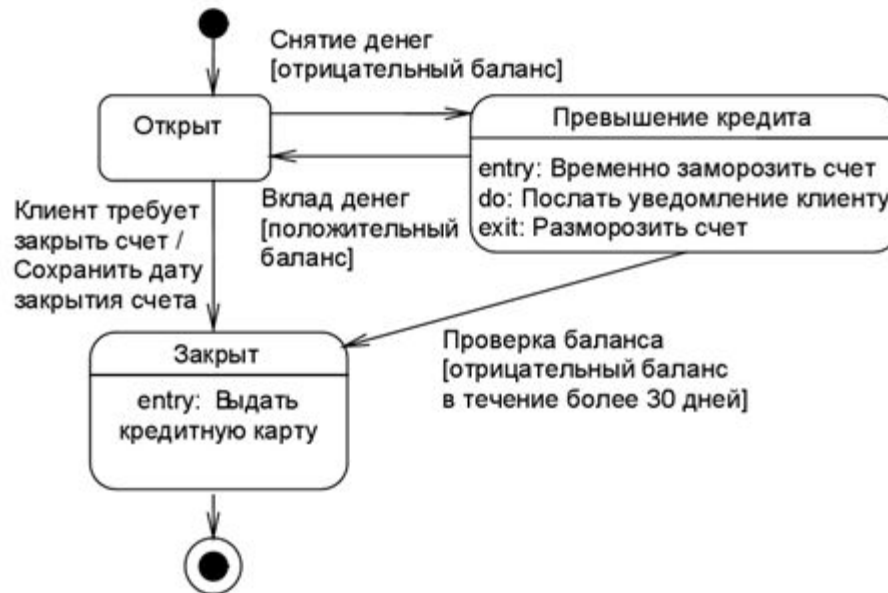 Снятие денег
[отрицательный баланс]
Открыт
Превышение кредита
entry: Временно заморозить счет
do: Послать уведомление клиенту
exit: Разморозить счет
Вклад денег
[положительный
баланс]
Клиент требует
закрыть счет /
Сохранить дату
закрытия счета
Проверка баланса
[отрицательный баланс
в течение более 30 дней]
Закрыт
entry: Выдать
кредитную карту